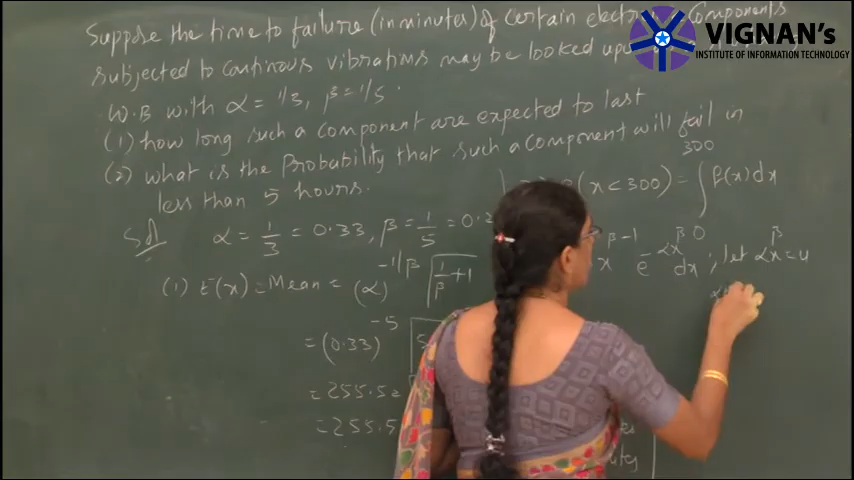 VIGNAN's
INSTITUTE OF INFORMATION TECHNOLOGY
Suppose the time to failure (in minutes) of certain Components
subjected to continous vibrations may be looked
W.B with α = 1/3, β = 1/5.
(1) how long such a component are expected to last
(2) what is the Probability that such a component will fail in
less than 5 hours.
Sol α = 1/3 = 0.33, β = 1/5 = 0.2
(1) E(x) = Mean = (α)^{-1/β} Γ(1/β + 1)
= (0.33)^{-5}
= 255.52
= 255.5
(x < 300) = ∫_0^{300} f(x) dx
x^{β-1} e^{-αx^β} dx ; let αx^β = u